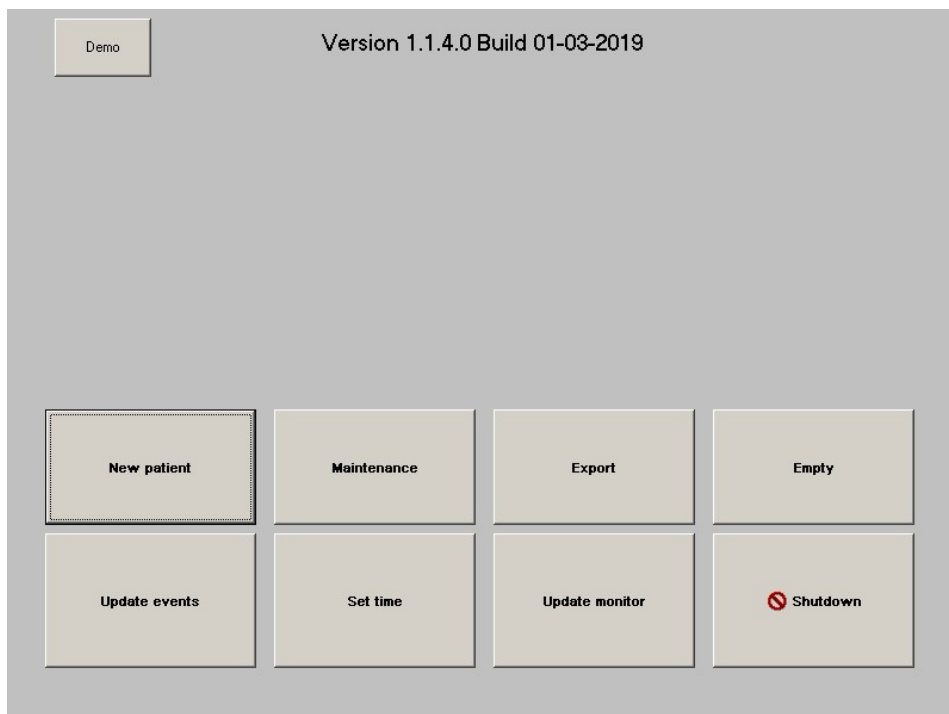 Demo
Version 1.1.4.0 Build 01-03-2019
New patient
Maintenance
Export
Empty
Update events
Set time
Update monitor
Shutdown